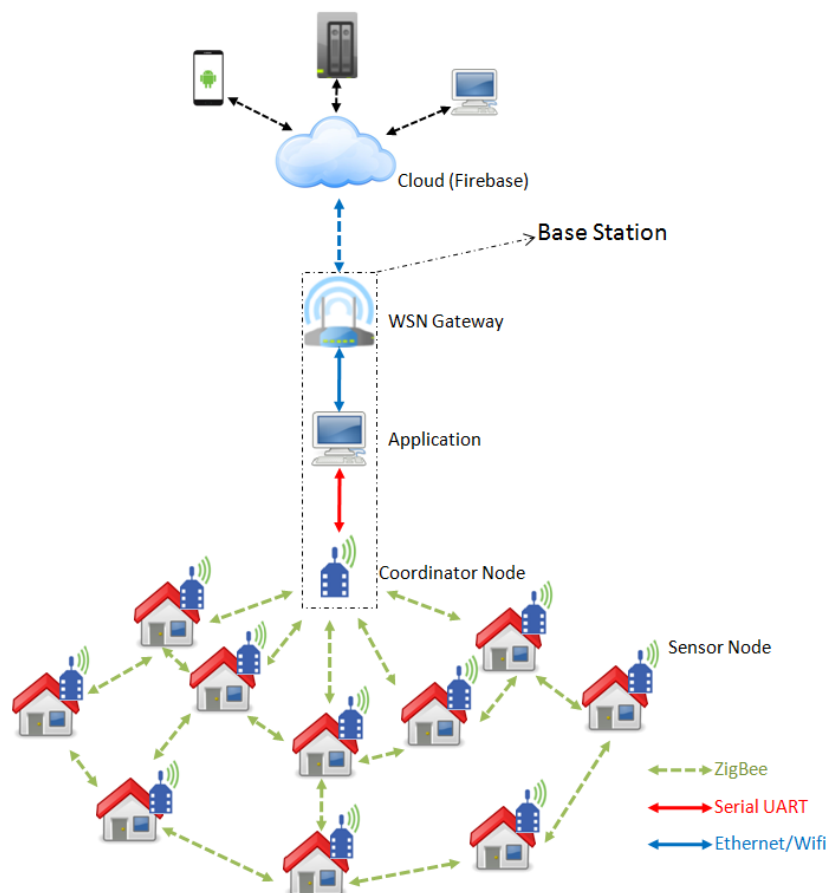 Cloud (Firebase)
Base Station
WSN Gateway
Application
Coordinator Node
Sensor Node
ZigBee
Serial UART
Ethernet/Wifi